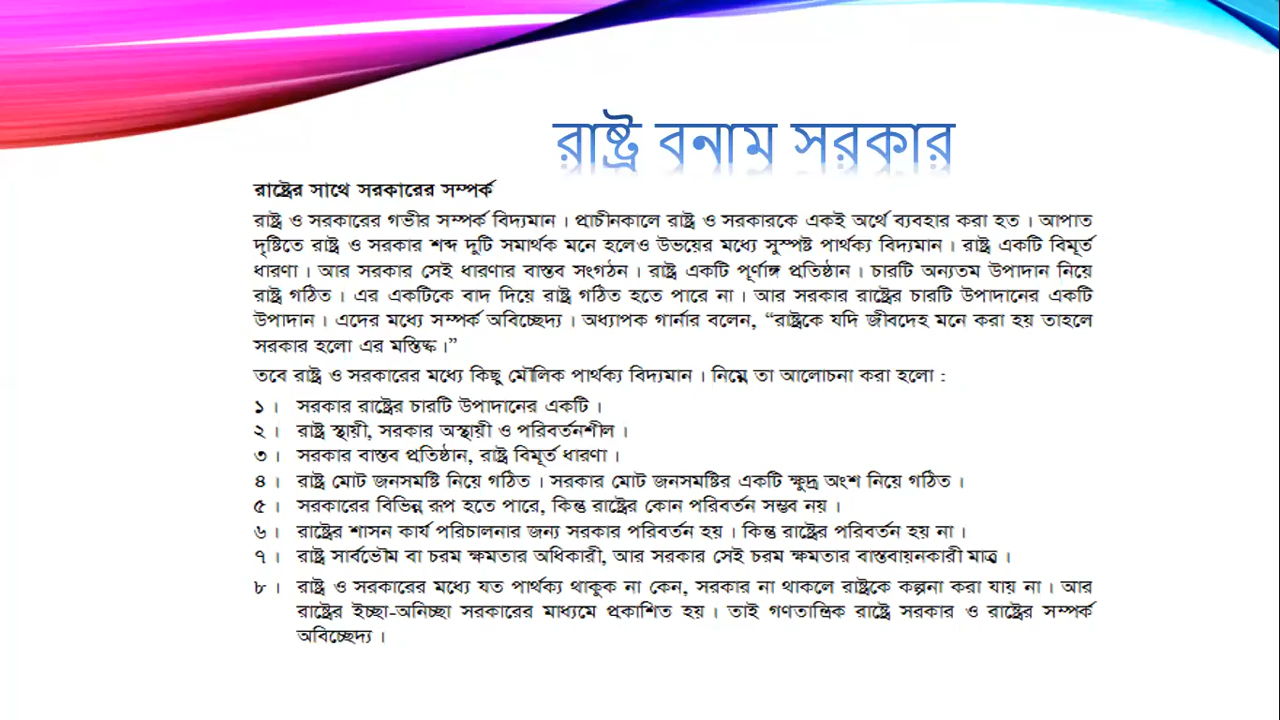 রাষ্ট্র বনাম সরকার
রাষ্ট্রের সাথে সরকারের সম্পর্ক
রাষ্ট্র ও সরকারের গভীর সম্পর্ক বিদ্যমান। প্রাচীনকালে রাষ্ট্র ও সরকারকে একই অর্থে ব্যবহার করা হত। আপাত
দৃষ্টিতে রাষ্ট্র ও সরকার শব্দ দুটি সমার্থক মনে হলেও উভয়ের মধ্যে সুস্পষ্ট পার্থক্য বিদ্যমান। রাষ্ট্র একটি বিমূর্ত
ধারণা। আর সরকার সেই ধারণার বাস্তব সংগঠন। রাষ্ট্র একটি পূর্ণাঙ্গ প্রতিষ্ঠান। চারটি অন্যতম উপাদান নিয়ে
রাষ্ট্র গঠিত। এর একটিকে বাদ দিয়ে রাষ্ট্র গঠিত হতে পারে না। আর সরকার রাষ্ট্রের চারটি উপাদানের একটি
উপাদান। এদের মধ্যে সম্পর্ক অবিচ্ছেদ্য। অধ্যাপক গার্নার বলেন, “রাষ্ট্রকে যদি জীবদেহ মনে করা হয় তাহলে
সরকার হলো এর মস্তিষ্ক।”
তবে রাষ্ট্র ও সরকারের মধ্যে কিছু মৌলিক পার্থক্য বিদ্যমান। নিম্নে তা আলোচনা করা হলো :
১। সরকার রাষ্ট্রের চারটি উপাদানের একটি।
২। রাষ্ট্র স্থায়ী, সরকার অস্থায়ী ও পরিবর্তনশীল।
৩। সরকার বাস্তব প্রতিষ্ঠান, রাষ্ট্র বিমূর্ত ধারণা।
৪। রাষ্ট্র মোট জনসমষ্টি নিয়ে গঠিত। সরকার মোট জনসমষ্টির একটি ক্ষুদ্র অংশ নিয়ে গঠিত।
৫। সরকারের বিভিন্ন রূপ হতে পারে, কিন্তু রাষ্ট্রের কোন পরিবর্তন সম্ভব নয়।
৬। রাষ্ট্রের শাসন কার্য পরিচালনার জন্য সরকার পরিবর্তন হয়। কিন্তু রাষ্ট্রের পরিবর্তন হয় না।
৭। রাষ্ট্র সার্বভৌম বা চরম ক্ষমতার অধিকারী, আর সরকার সেই চরম ক্ষমতার বাস্তবায়নকারী মাত্র।
৮। রাষ্ট্র ও সরকারের মধ্যে যত পার্থক্য থাকুক না কেন, সরকার না থাকলে রাষ্ট্রকে কল্পনা করা যায় না। আর
রাষ্ট্রের ইচ্ছা-অনিচ্ছা সরকারের মাধ্যমে প্রকাশিত হয়। তাই গণতান্ত্রিক রাষ্ট্রে সরকার ও রাষ্ট্রের সম্পর্ক
অবিচ্ছেদ্য।